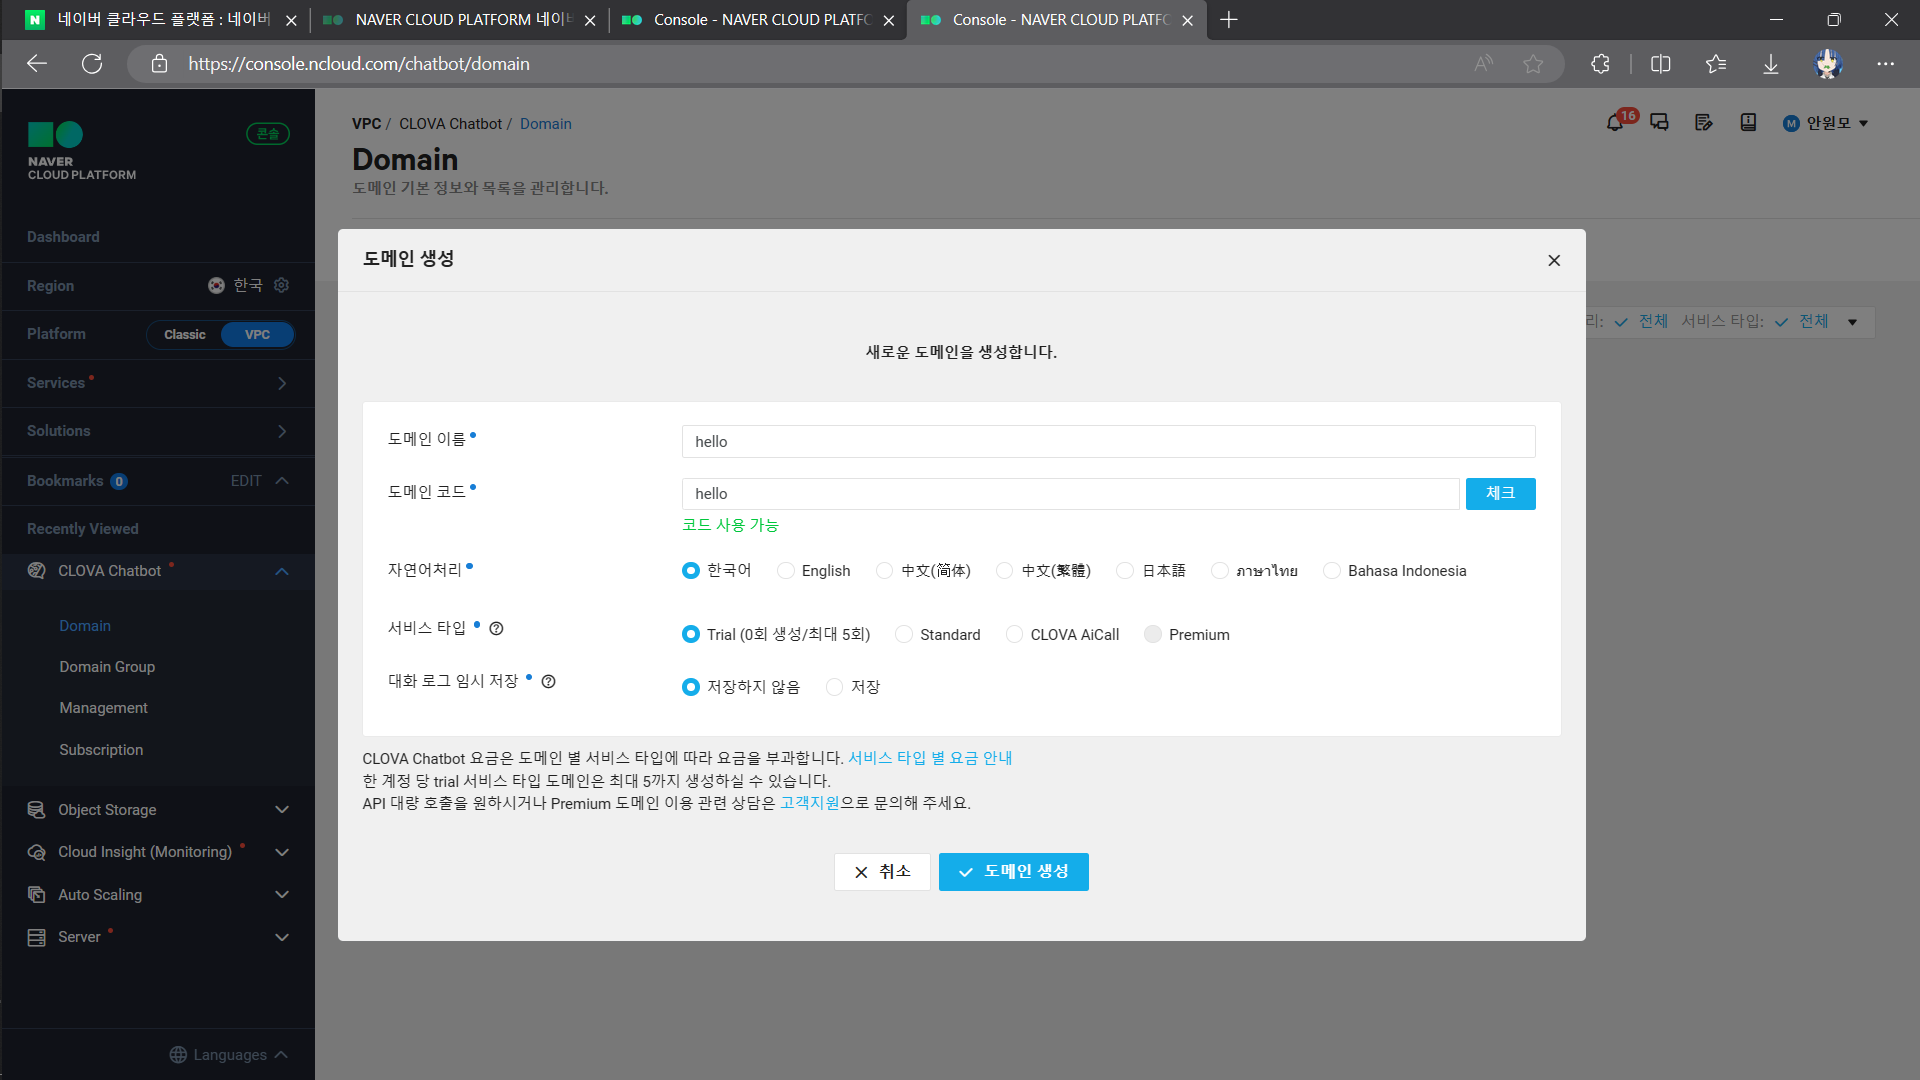 네이버 클라우드 플랫폼 : 네이버
NAVER CLOUD PLATFORM 네이버
Console - NAVER CLOUD PLATFO
Console - NAVER CLOUD PLATFO
https://console.ncloud.com/chatbot/domain
NAVER
CLOUD PLATFORM
콘솔
VPC / CLOVA Chatbot / Domain
16
M 안원모
Domain
도메인 기본 정보와 목록을 관리합니다.
Dashboard
Region 한국
Platform Classic VPC
Services
Solutions
Bookmarks 0 EDIT
Recently Viewed
CLOVA Chatbot
Domain
Domain Group
Management
Subscription
Object Storage
Cloud Insight (Monitoring)
Auto Scaling
Server
Languages
리: 전체 서비스 타입: 전체
도메인 생성
새로운 도메인을 생성합니다.
도메인 이름 hello
도메인 코드 hello 체크
코드 사용 가능
자연어처리 한국어 English 中文(简体) 中文(繁體) 日本語 ภาษาไทย Bahasa Indonesia
서비스 타입 Trial (0회 생성/최대 5회) Standard CLOVA AiCall Premium
대화 로그 임시 저장 저장하지 않음 저장
CLOVA Chatbot 요금은 도메인 별 서비스 타입에 따라 요금을 부과합니다. 서비스 타입 별 요금 안내
한 계정 당 trial 서비스 타입 도메인은 최대 5까지 생성하실 수 있습니다.
API 대량 호출을 원하시거나 Premium 도메인 이용 관련 상담은 고객지원으로 문의해 주세요.
취소 도메인 생성